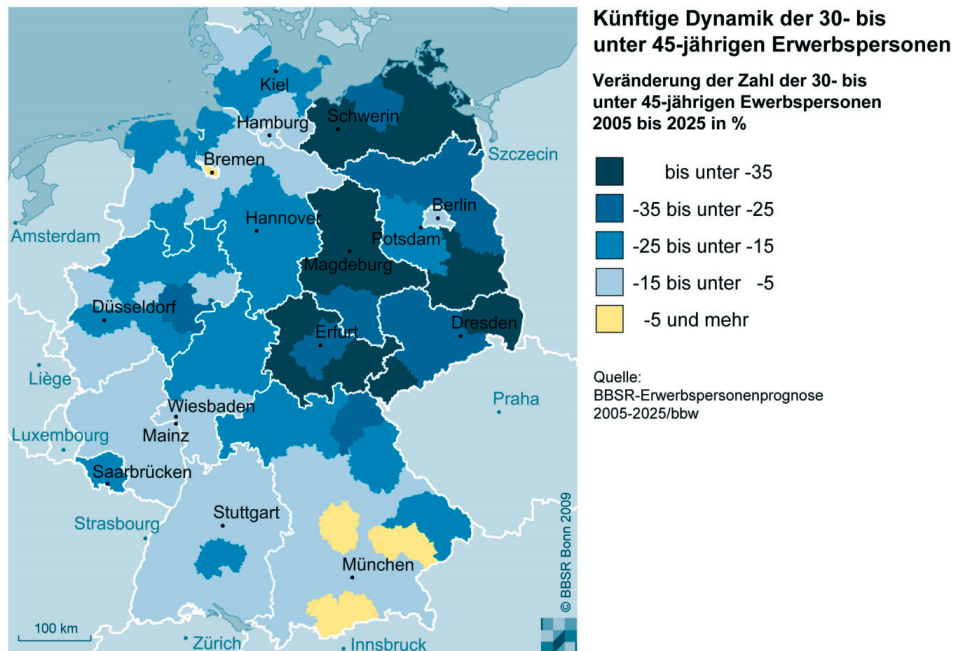 Künftige Dynamik der 30- bis
unter 45-jährigen Erwerbspersonen
Veränderung der Zahl der 30- bis
unter 45-jährigen Ewerbspersonen
2005 bis 2025 in %
bis unter -35
-35 bis unter -25
-25 bis unter -15
-15 bis unter -5
-5 und mehr
Quelle:
BBSR-Erwerbspersonenprognose
2005-2025/bbw
Kiel
Hamburg
Schwerin
Szczecin
Bremen
Amsterdam
Hannover
Berlin
Potsdam
Magdeburg
Düsseldorf
Erfurt
Dresden
Liège
Wiesbaden
Praha
Mainz
Luxembourg
Saarbrücken
Strasbourg
Stuttgart
München
Zürich
Innsbruck
100 km
© BBSR Bonn 2009